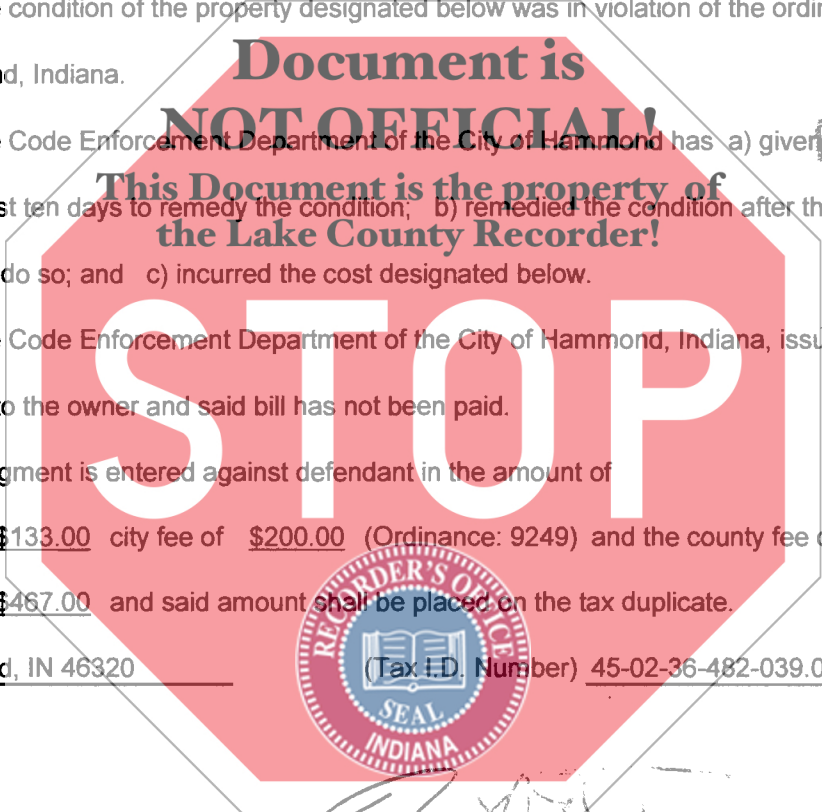 condition of the property designated below was in violation of the
Document is
d, Indiana.
NOT OFFICIAL!
Code Enforcement Department of the City of Hammond has a) given
This Document is the property of
ten days to remedy the condition; b) remedied the condition after
the Lake County Recorder!
do so; and c) incurred the cost designated below.
STOP
Code Enforcement Department of the City of Hammond, Indiana,
the owner and said bill has not been paid.
is entered against defendant in the amount of
$133.00 city fee of $200.00 (Ordinance: 9249) and the county fee
$467.00 and said amount shall be placed on the tax duplicate.
d, IN 46320 (Tax I.D. Number) 45-02-36-482-039.0
RECORDER'S OFFICE
SEAL
INDIANA